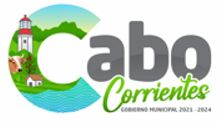 Cabo
Corrientes
GOBIERNO MUNICIPAL 2021 - 2024